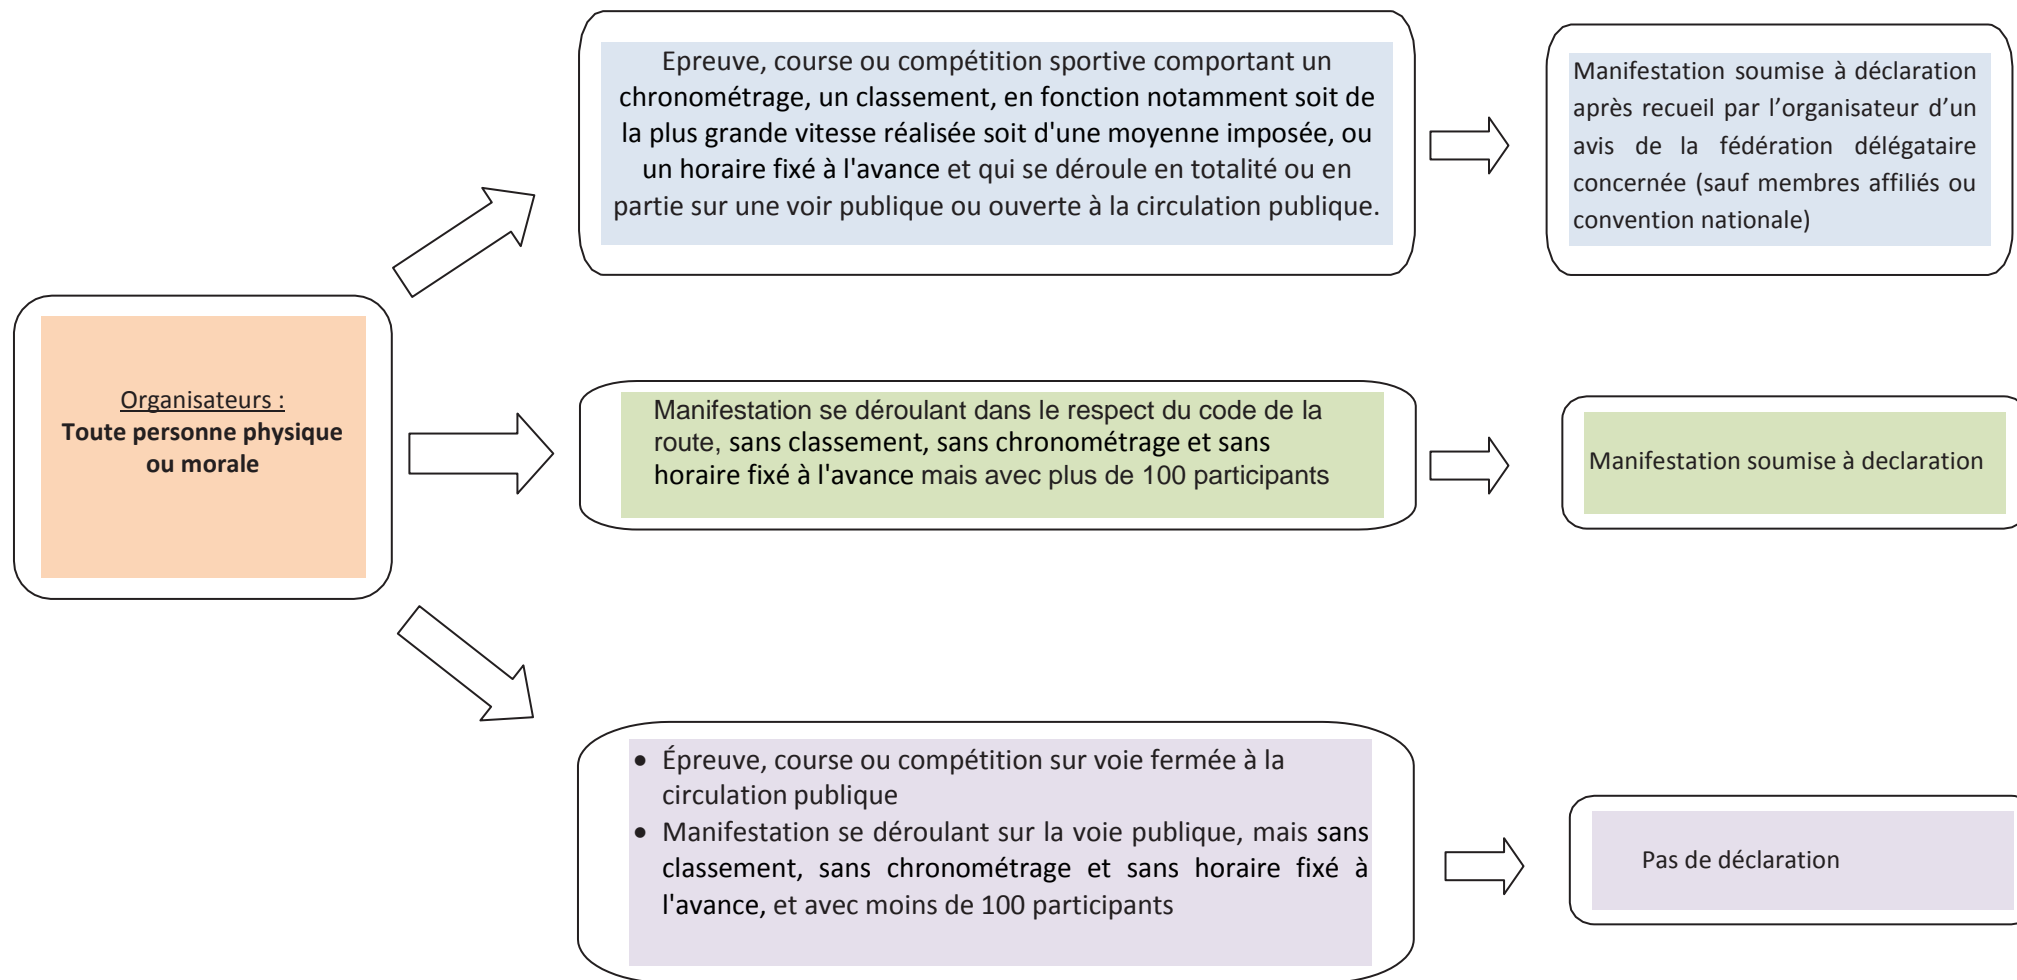 Organisateurs :
Toute personne physique
ou morale
Epreuve, course ou compétition sportive comportant un
chronométrage, un classement, en fonction notamment soit de
la plus grande vitesse réalisée soit d'une moyenne imposée, ou
un horaire fixé à l'avance et qui se déroule en totalité ou en
partie sur une voir publique ou ouverte à la circulation publique.
Manifestation soumise à déclaration
après recueil par l’organisateur d’un
avis de la fédération délégataire
concernée (sauf membres affiliés ou
convention nationale)
Manifestation se déroulant dans le respect du code de la
route, sans classement, sans chronométrage et sans
horaire fixé à l'avance mais avec plus de 100 participants
Manifestation soumise à declaration
• Épreuve, course ou compétition sur voie fermée à la
circulation publique
• Manifestation se déroulant sur la voie publique, mais sans
classement, sans chronométrage et sans horaire fixé à
l'avance, et avec moins de 100 participants
Pas de déclaration